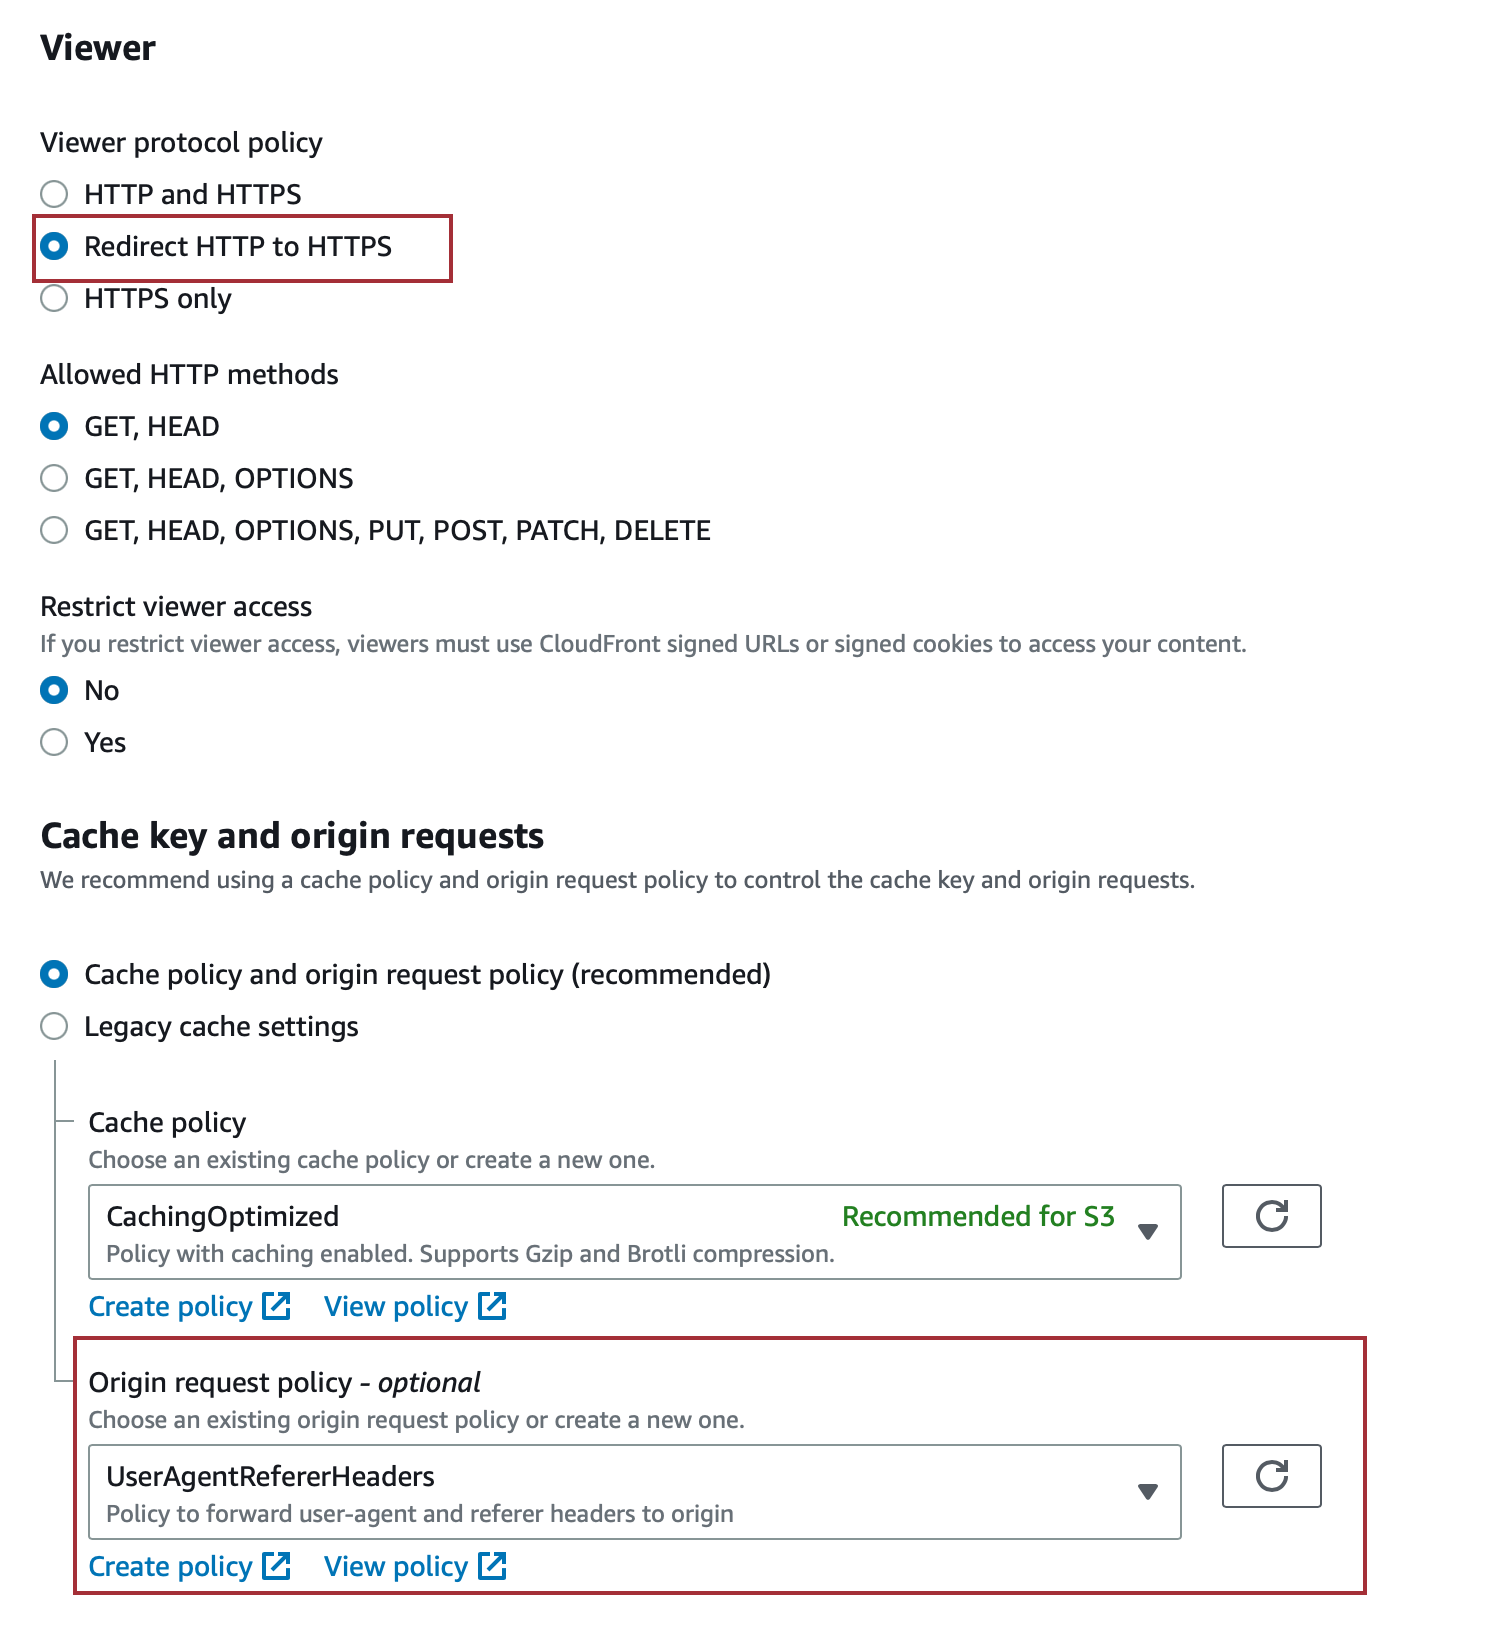 Viewer
Viewer protocol policy
HTTP and HTTPS
Redirect HTTP to HTTPS
HTTPS only
Allowed HTTP methods
GET, HEAD
GET, HEAD, OPTIONS
GET, HEAD, OPTIONS, PUT, POST, PATCH, DELETE
Restrict viewer access
If you restrict viewer access, viewers must use CloudFront signed URLs or signed cookies to access your content.
No
Yes
Cache key and origin requests
We recommend using a cache policy and origin request policy to control the cache key and origin requests.
Cache policy and origin request policy (recommended)
Legacy cache settings
Cache policy
Choose an existing cache policy or create a new one.
CachingOptimized Recommended for S3
Policy with caching enabled. Supports Gzip and Brotli compression.
Create policy View policy
Origin request policy - optional
Choose an existing origin request policy or create a new one.
UserAgentRefererHeaders
Policy to forward user-agent and referer headers to origin
Create policy View policy